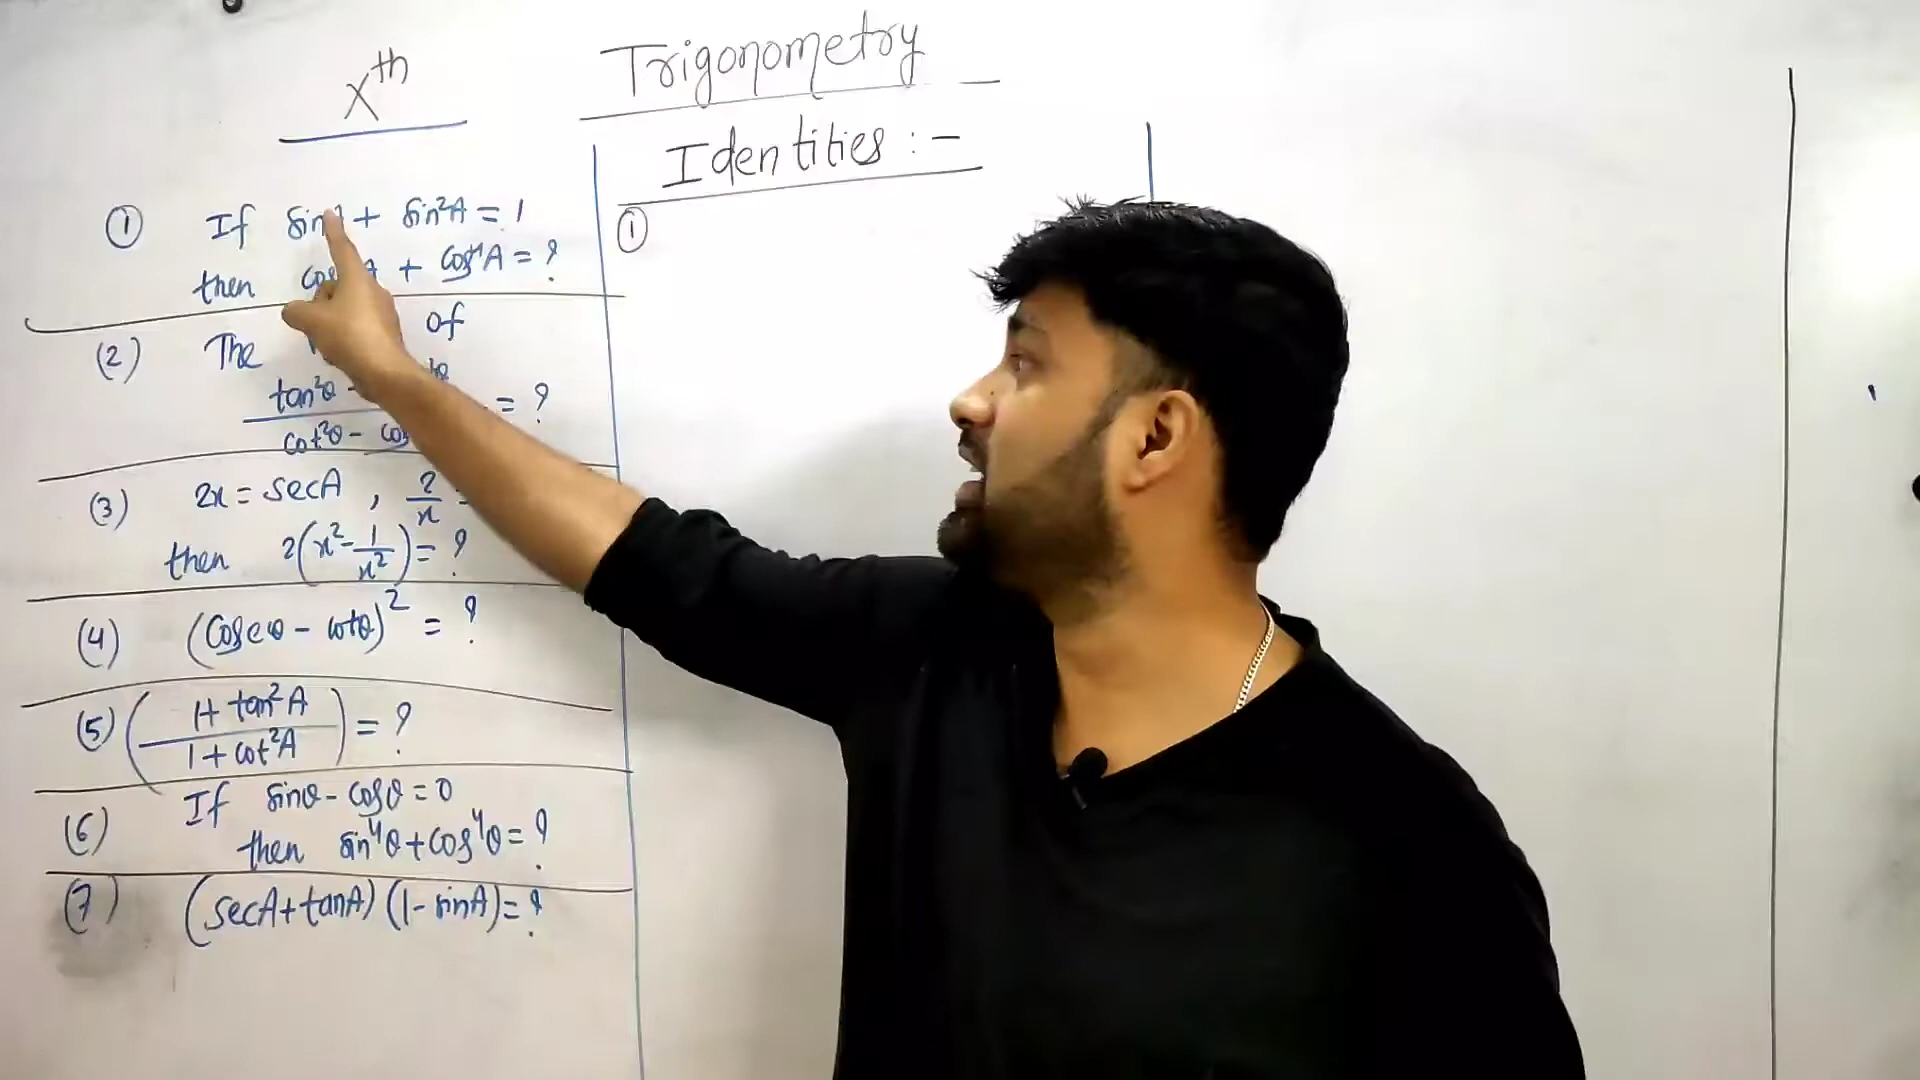 Xth
Trigonometry
Identities :-
① If sinA + sin²A = 1
then cos A + cos⁴A = ?
(2) The of
tan²θ -
cot²θ - = ?
(3) 2x = secA , 2/x =
then 2(x² - 1/x²) = ?
(4) (cosecθ - cotθ)² = ?
(5) (1 + tan²A / 1 + cot²A) = ?
(6) If sinθ - cosθ = 0
then sin⁴θ + cos⁴θ = ?
(7) (secA + tanA) (1 - sinA) = ?
①